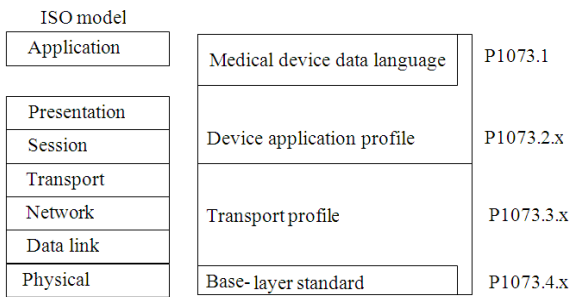 ISO model
Application
Medical device data language
P1073.1
Presentation
Session
Device application profile
P1073.2.x
Transport
Network
Transport profile
P1073.3.x
Data link
Physical
Base-layer standard
P1073.4.x